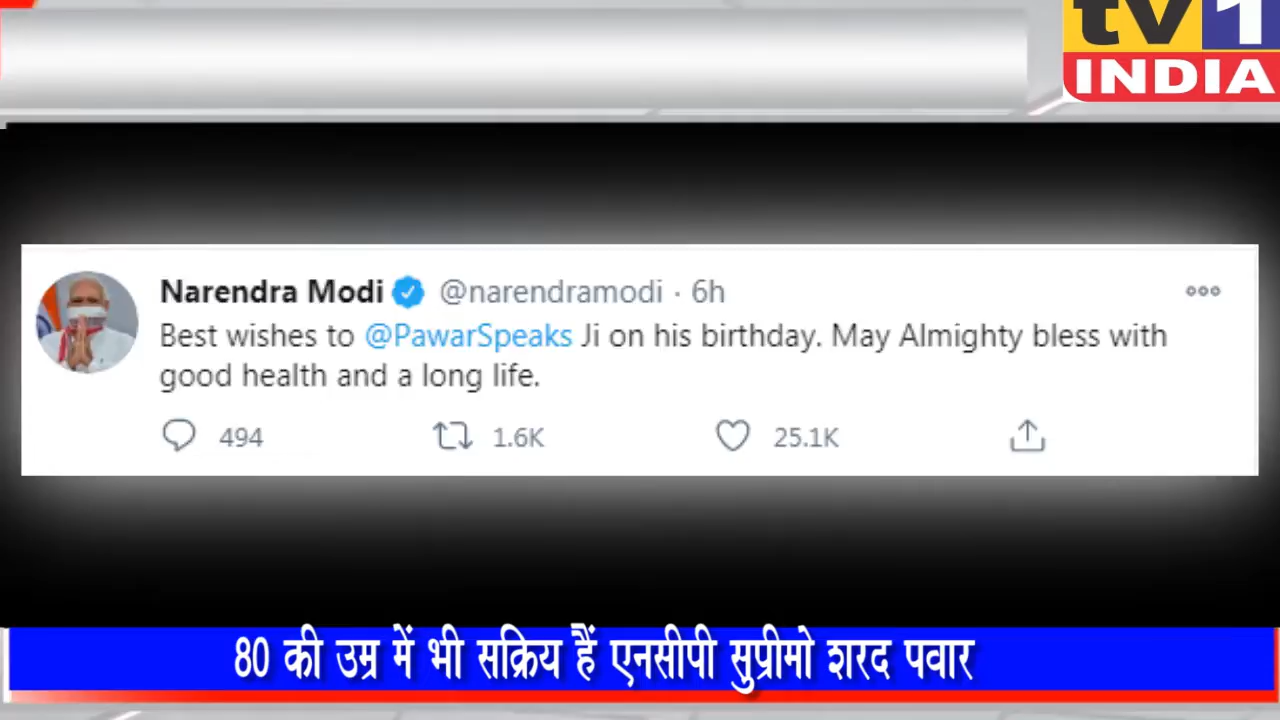 tv1
INDIA
Narendra Modi @narendramodi · 6h
Best wishes to @PawarSpeaks Ji on his birthday. May Almighty bless with
good health and a long life.
494 1.6K 25.1K
80 की उम्र में भी सक्रिय हैं एनसीपी सुप्रीमो शरद पवार